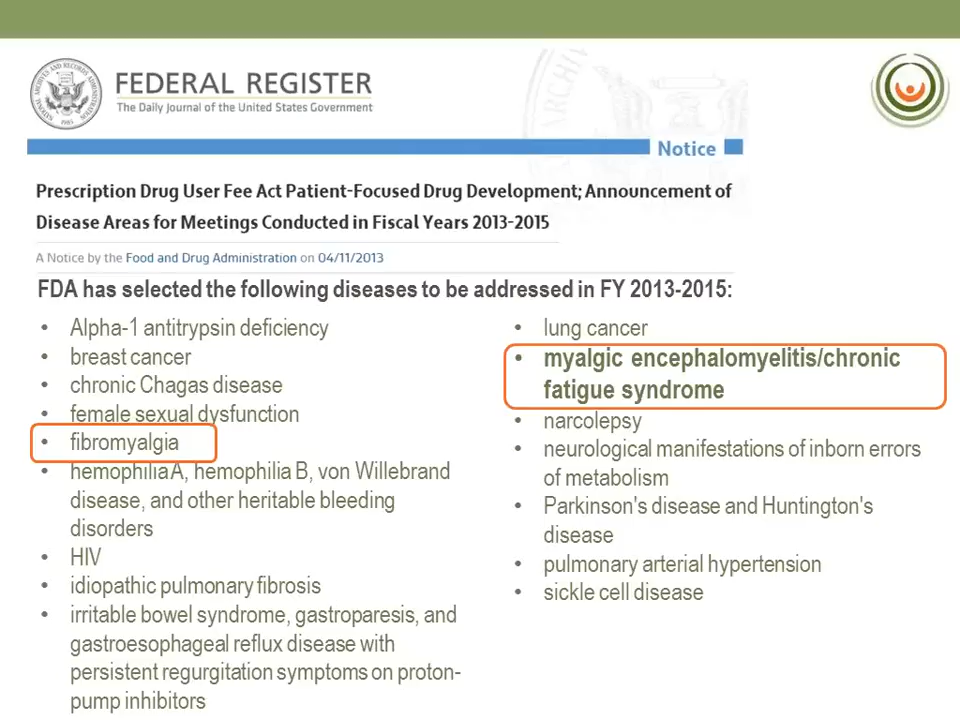 FEDERAL REGISTER
The Daily Journal of the United States Government
Notice
Prescription Drug User Fee Act Patient-Focused Drug Development; Announcement of
Disease Areas for Meetings Conducted in Fiscal Years 2013-2015
A Notice by the Food and Drug Administration on 04/11/2013
FDA has selected the following diseases to be addressed in FY 2013-2015:
• Alpha-1 antitrypsin deficiency
• breast cancer
• chronic Chagas disease
• female sexual dysfunction
• fibromyalgia
• hemophilia A, hemophilia B, von Willebrand
disease, and other heritable bleeding
disorders
• HIV
• idiopathic pulmonary fibrosis
• irritable bowel syndrome, gastroparesis, and
gastroesophageal reflux disease with
persistent regurgitation symptoms on proton-
pump inhibitors
• lung cancer
• myalgic encephalomyelitis/chronic
fatigue syndrome
• narcolepsy
• neurological manifestations of inborn errors
of metabolism
• Parkinson's disease and Huntington's
disease
• pulmonary arterial hypertension
• sickle cell disease